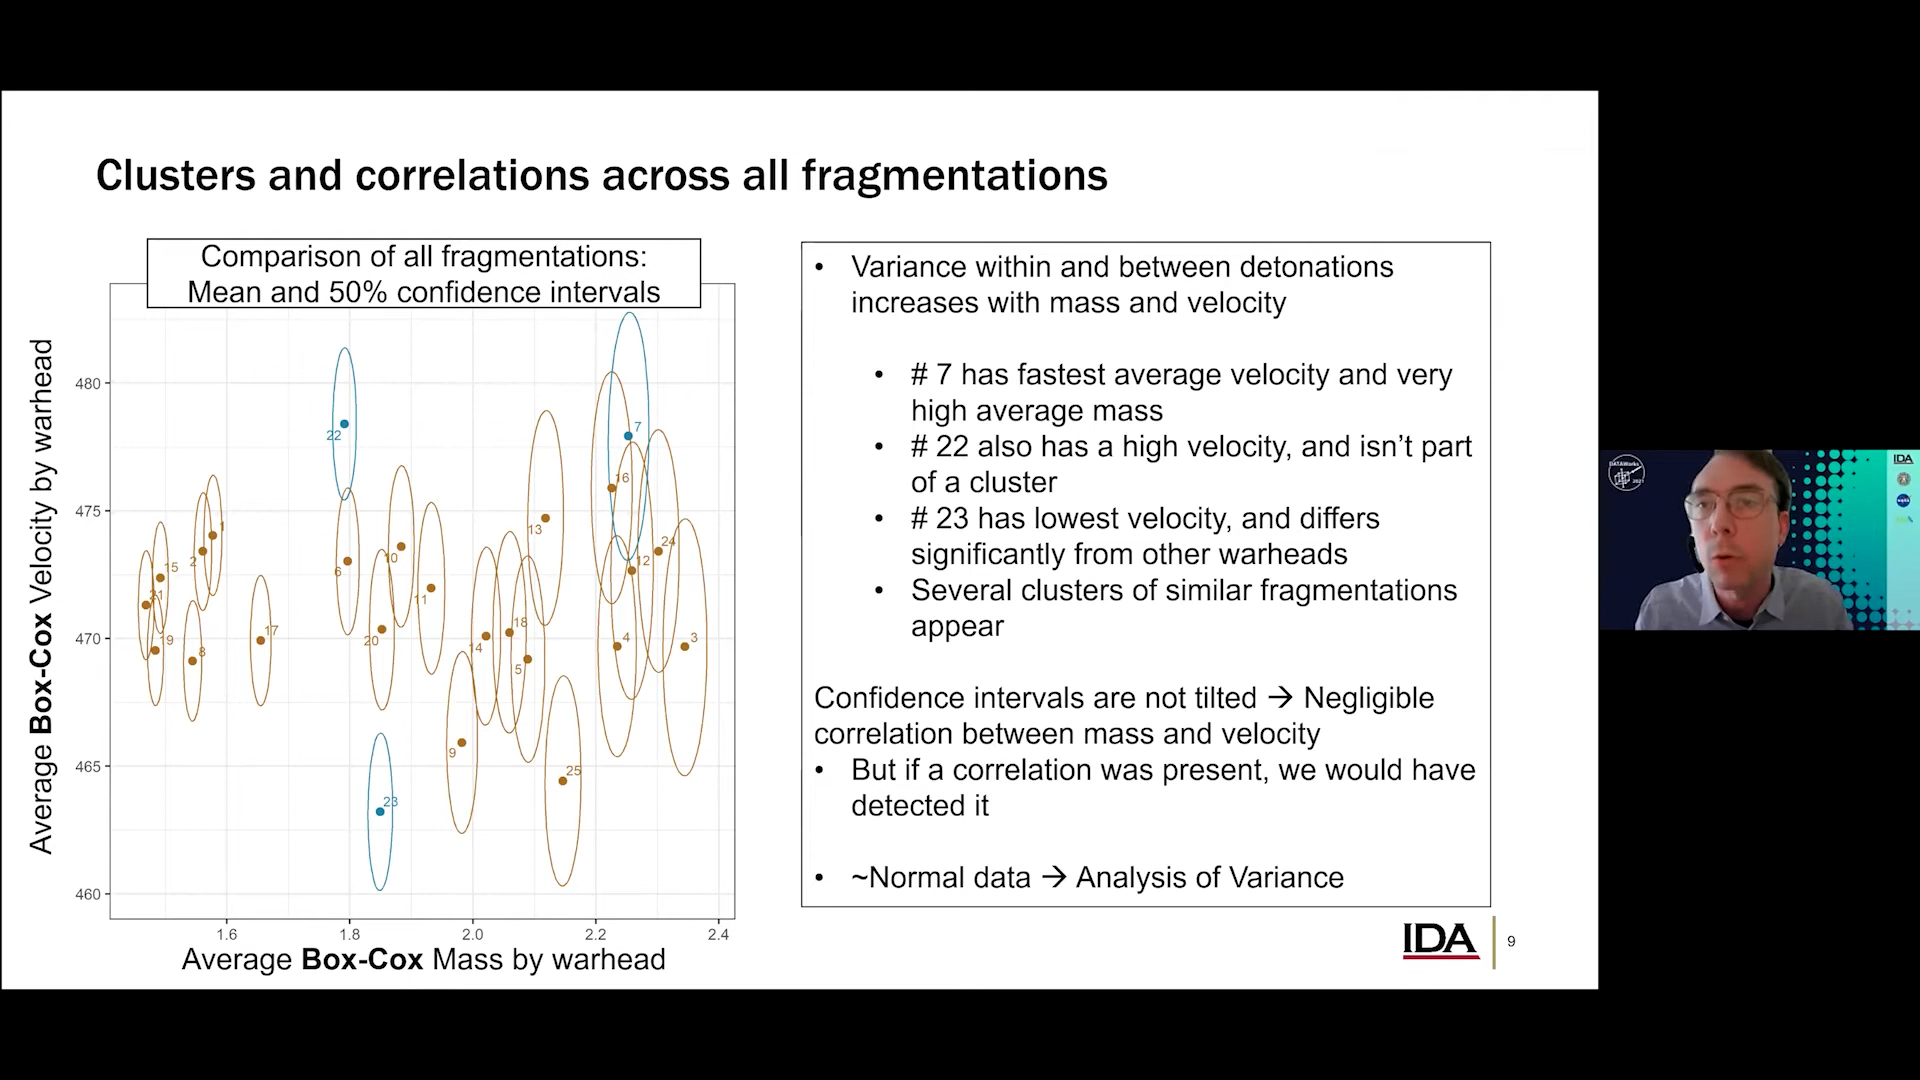 Clusters and correlations across all fragmentations
Comparison of all fragmentations:
Mean and 50% confidence intervals
Average Box-Cox Velocity by warhead
480
475
470
465
460
22
7
16
13
1
2
24
12
15
10
6
21
11
17
18
20
14
4
3
19
8
5
9
25
23
1.6
1.8
2.0
2.2
2.4
Average Box-Cox Mass by warhead
• Variance within and between detonations
increases with mass and velocity
• # 7 has fastest average velocity and very
high average mass
• # 22 also has a high velocity, and isn't part
of a cluster
• # 23 has lowest velocity, and differs
significantly from other warheads
• Several clusters of similar fragmentations
appear
Confidence intervals are not tilted → Negligible
correlation between mass and velocity
• But if a correlation was present, we would have
detected it
• ~Normal data → Analysis of Variance
IDA
9
DATAWorks
2021
IDA
NASA